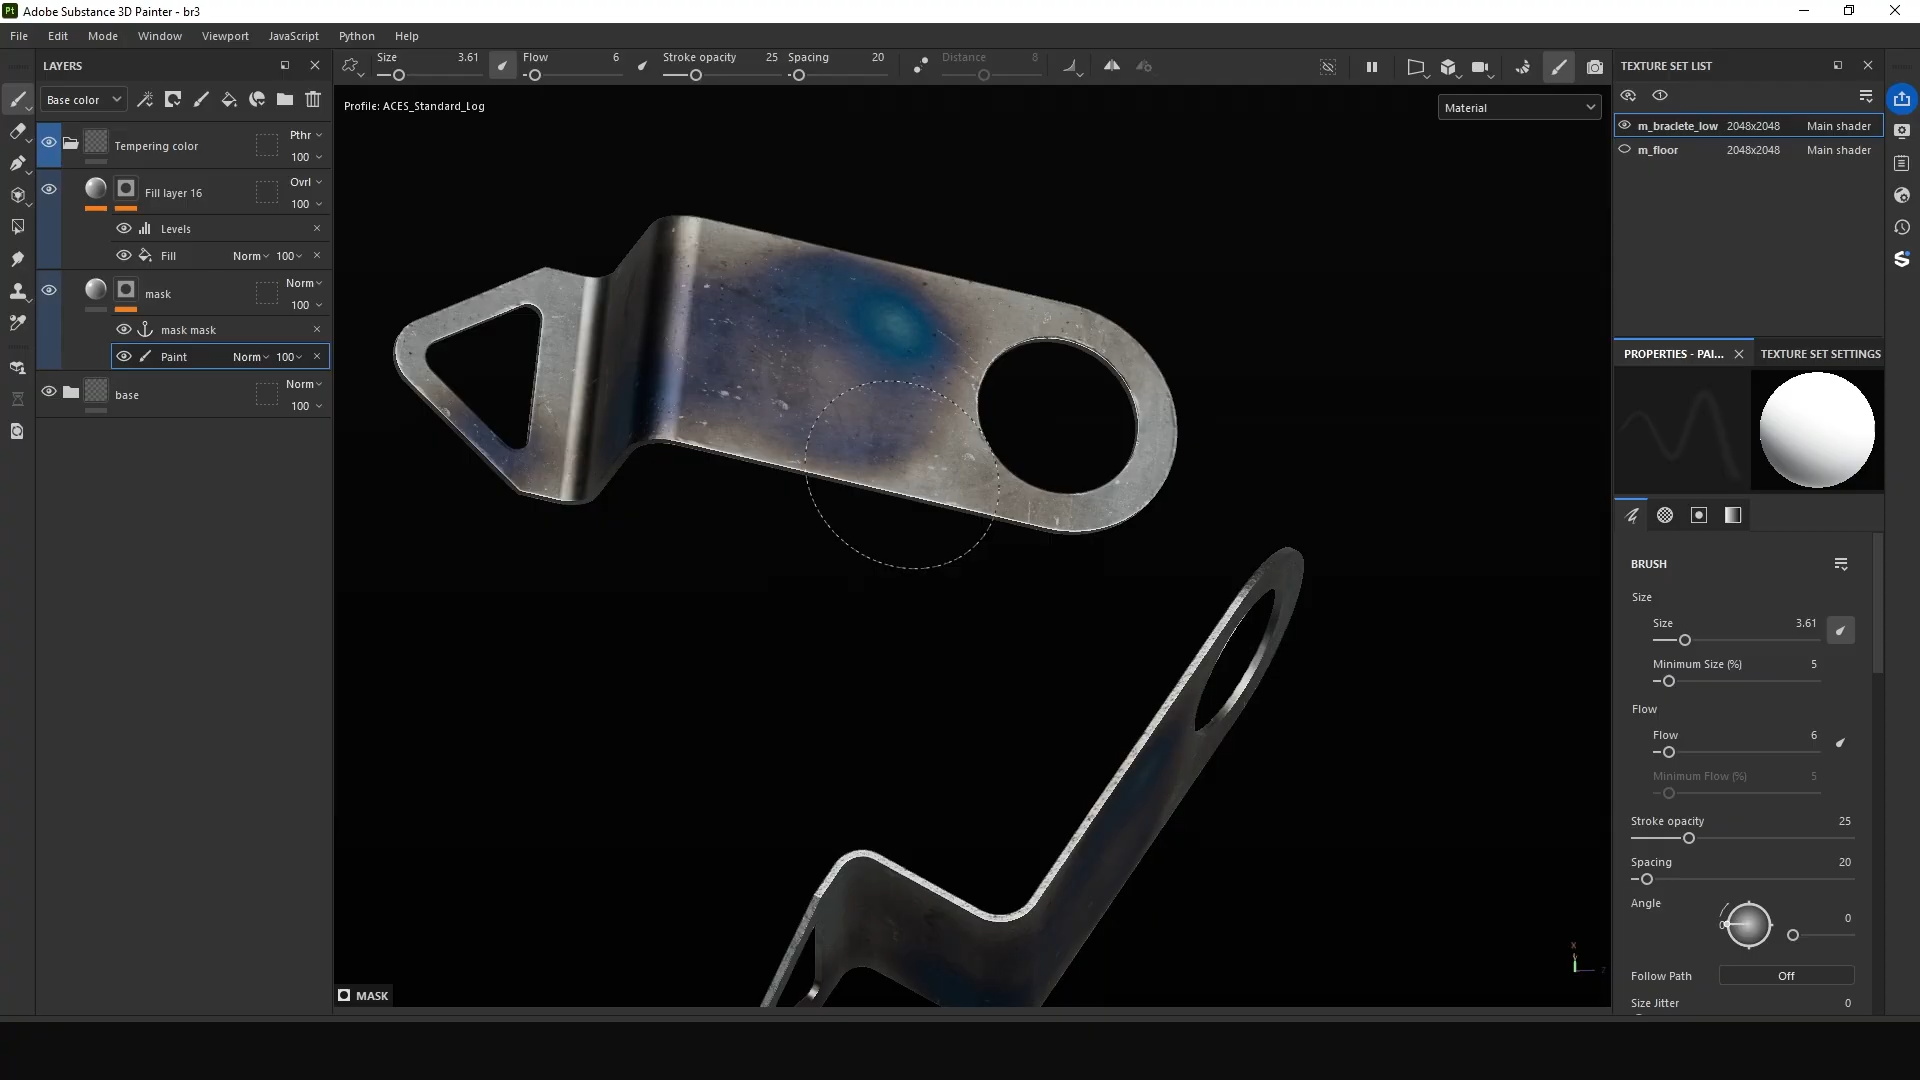 Pt Adobe Substance 3D Painter - br3
File Edit Mode Window Viewport JavaScript Python Help
LAYERS
Size 3.61 Flow 6 Stroke opacity 25 Spacing 20 Distance 8
TEXTURE SET LIST
Base color
Profile: ACES_Standard_Log
Material
m_braclete_low 2048x2048 Main shader
m_floor 2048x2048 Main shader
Tempering color Pthr 100
Fill layer 16 Ovrl 100
Levels
Fill Norm 100
mask Norm 100
mask mask
Paint Norm 100
base Norm 100
PROPERTIES - PAI... TEXTURE SET SETTINGS
BRUSH
Size
Size 3.61
Minimum Size (%) 5
Flow
Flow 6
Minimum Flow (%) 5
Stroke opacity 25
Spacing 20
Angle 0 0
Follow Path Off
Size Jitter 0
MASK